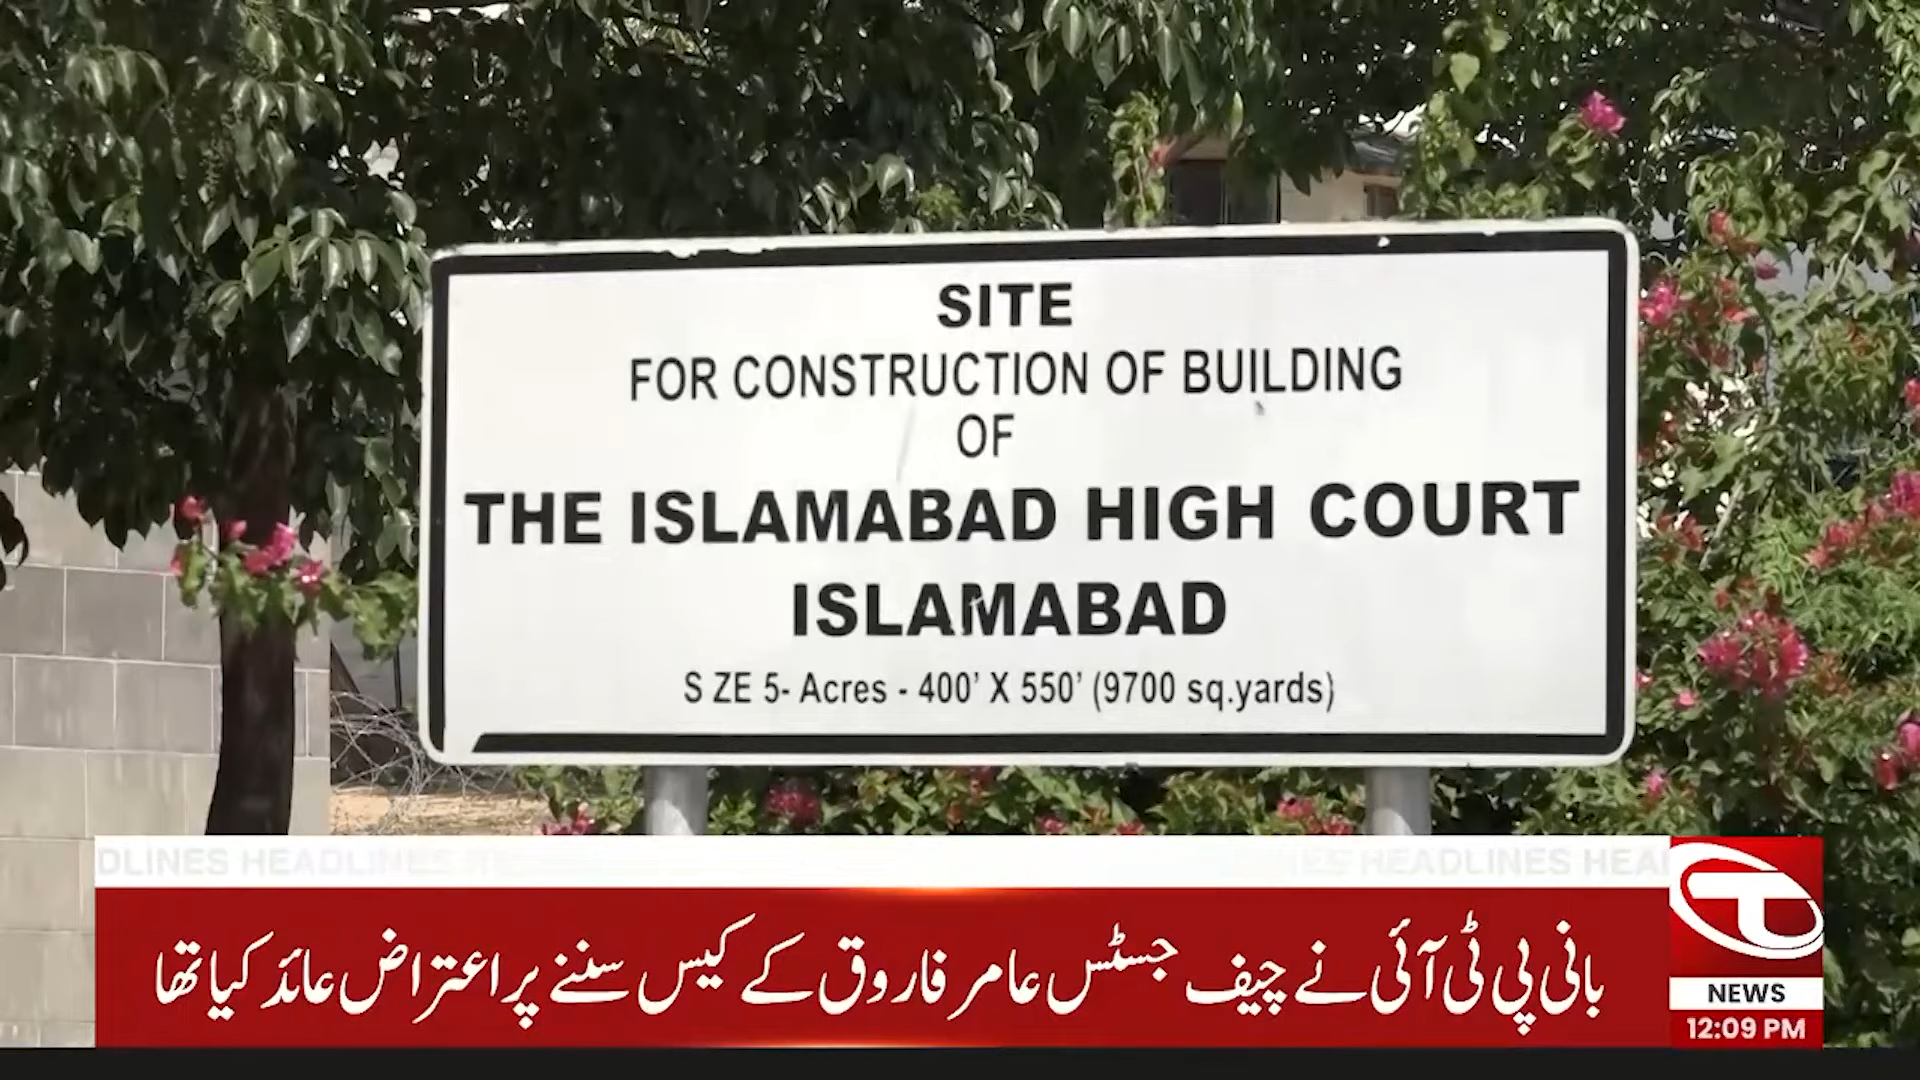 SITE
FOR CONSTRUCTION OF BUILDING
OF
THE ISLAMABAD HIGH COURT
ISLAMABAD
S ZE 5- Acres - 400' X 550' (9700 sq.yards)
DLINES HEADLINES HEADLINES HEA
بانی پی ٹی آئی نے چیف جسٹس عامر فاروق کے کیس سننے پر اعتراض عائد کیا تھا
T
NEWS
12:09 PM